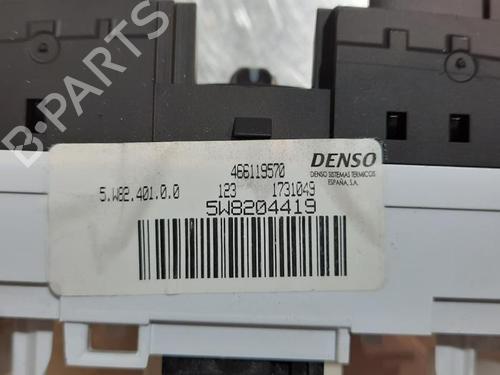 B-PARTS
466119570
DENSO
DENSO SISTEMAS TERMICOS
ESPAÑA, S.A.
5.W82.401.0.0
123
1731049
5W8204419